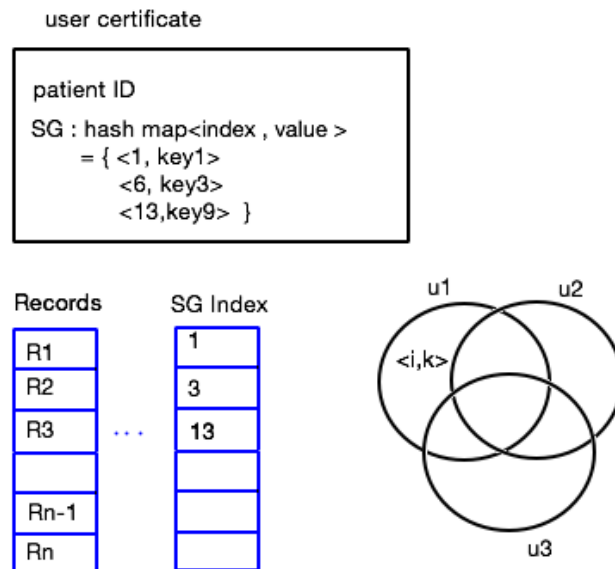 user certificate
patient ID
SG : hash map<index , value >
= { <1, key1>
<6, key3>
<13,key9> }
Records SG Index
R1 1
R2 3
R3 ... 13
Rn-1
Rn
u1 u2
<i,k>
u3